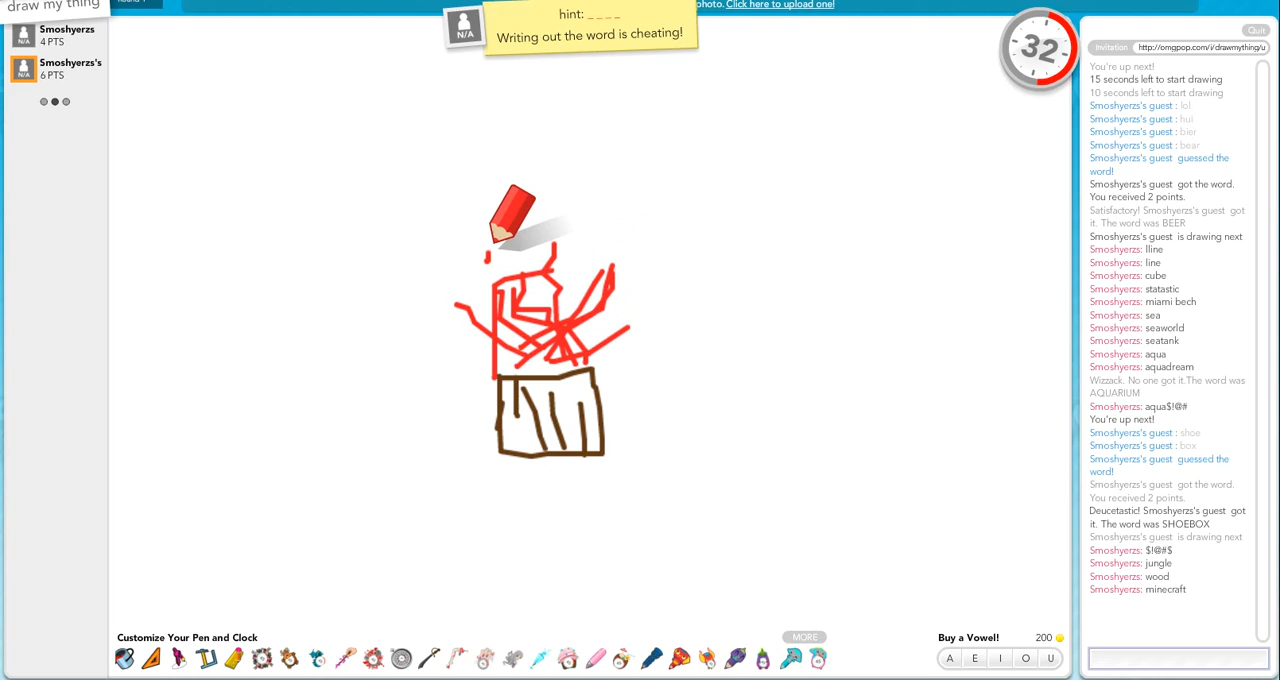 draw my thing
photo. Click here to upload one!
hint: _ _ _ _
Writing out the word is cheating!
N/A
Smoshyerzs
4 PTS
N/A
Smoshyerzs's
6 PTS
N/A
32
Quit
Invitation http://omgpop.com/i/drawmything/u
You're up next!
15 seconds left to start drawing
10 seconds left to start drawing
Smoshyerzs's guest : lol
Smoshyerzs's guest : hui
Smoshyerzs's guest : bier
Smoshyerzs's guest : bear
Smoshyerzs's guest guessed the
word!
Smoshyerzs's guest got the word.
You received 2 points.
Satisfactory! Smoshyerzs's guest got
it. The word was BEER
Smoshyerzs's guest is drawing next
Smoshyerzs: lline
Smoshyerzs: line
Smoshyerzs: cube
Smoshyerzs: statastic
Smoshyerzs: miami bech
Smoshyerzs: sea
Smoshyerzs: seaworld
Smoshyerzs: seatank
Smoshyerzs: aqua
Smoshyerzs: aquadream
Wizzack. No one got it.The word was
AQUARIUM
Smoshyerzs: aqua$!@#
You're up next!
Smoshyerzs's guest : shoe
Smoshyerzs's guest : box
Smoshyerzs's guest guessed the
word!
Smoshyerzs's guest got the word.
You received 2 points.
Deucetastic! Smoshyerzs's guest got
it. The word was SHOEBOX
Smoshyerzs's guest is drawing next
Smoshyerzs: $!@#$
Smoshyerzs: jungle
Smoshyerzs: wood
Smoshyerzs: minecraft
Customize Your Pen and Clock
MORE
Buy a Vowel! 200
A E I O U